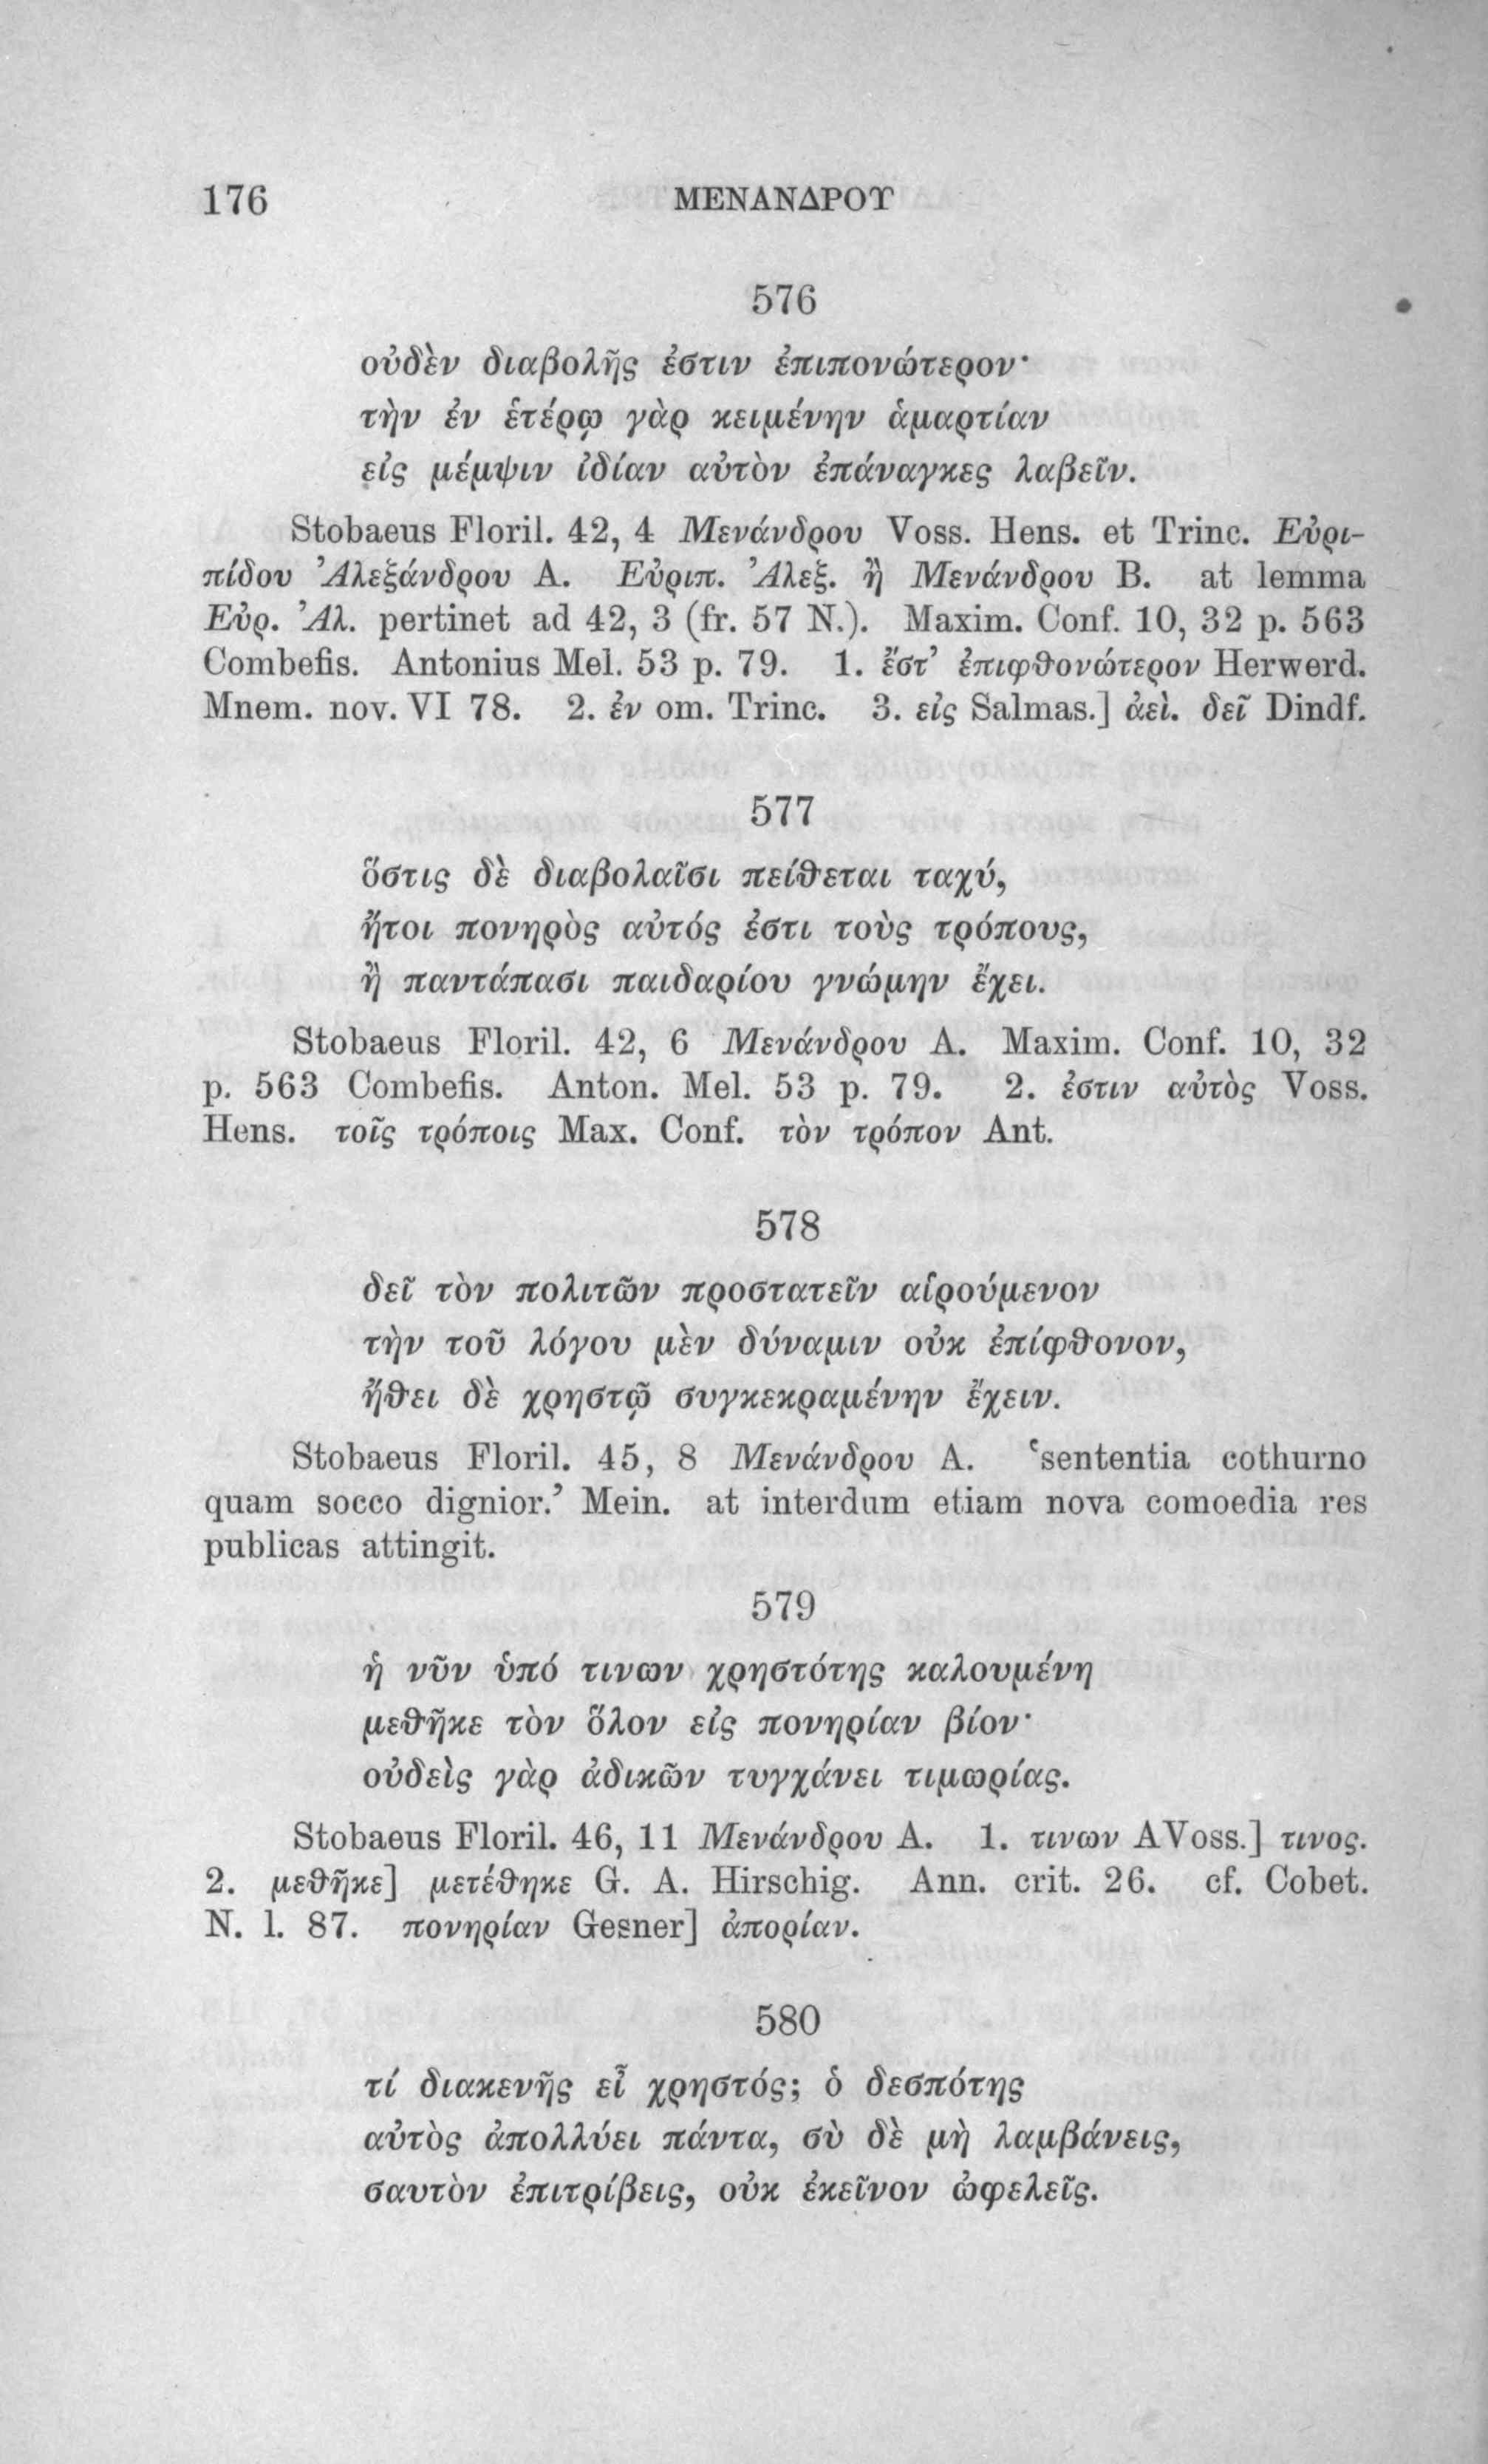 176 ΜΕΝΑΝΔΡΟΥ
576
οὐδὲν διαβολῆς ἐστιν ἐπιπονώτερον·
τὴν ἐν ἑτέρῳ γὰρ κειμένην ἁμαρτίαν
εἰς μέμψιν ἰδίαν αὐτὸν ἐπάναγκες λαβεῖν.
Stobaeus Floril. 42, 4 Μενάνδρου Voss. Hens. et Trinc. Εὐρι-
πίδου Ἀλεξάνδρου A. Εὐριπ. Ἀλεξ. ἢ Μενάνδρου B. at lemma
Εὐρ. Ἀλ. pertinet ad 42, 3 (fr. 57 N.). Maxim. Conf. 10, 32 p. 563
Combefis. Antonius Mel. 53 p. 79. 1. ἔστ’ ἐπιφθονώτερον Herwerd.
Mnem. nov. VI 78. 2. ἐν om. Trinc. 3. εἰς Salmas.] ἀεὶ. δεῖ Dindf.
577
ὅστις δὲ διαβολαῖσι πείθεται ταχύ,
ἤτοι πονηρὸς αὐτός ἐστι τοὺς τρόπους,
ἢ παντάπασι παιδαρίου γνώμην ἔχει.
Stobaeus Floril. 42, 6 Μενάνδρου A. Maxim. Conf. 10, 32
p. 563 Combefis. Anton. Mel. 53 p. 79. 2. ἐστιν αὐτὸς Voss.
Hens. τοῖς τρόποις Max. Conf. τὸν τρόπον Ant.
578
δεῖ τὸν πολιτῶν προστατεῖν αἱρούμενον
τὴν τοῦ λόγου μὲν δύναμιν οὐκ ἐπίφθονον,
ἤθει δὲ χρηστῷ συγκεκραμένην ἔχειν.
Stobaeus Floril. 45, 8 Μενάνδρου A. ‘sententia cothurno
quam socco dignior.’ Mein. at interdum etiam nova comoedia res
publicas attingit.
579
ἡ νῦν ὑπό τινων χρηστότης καλουμένη
μεθῆκε τὸν ὅλον εἰς πονηρίαν βίον·
οὐδεὶς γὰρ ἀδικῶν τυγχάνει τιμωρίας.
Stobaeus Floril. 46, 11 Μενάνδρου A. 1. τινων A Voss.] τινος.
2. μεθῆκε] μετέθηκε G. A. Hirschig. Ann. crit. 26. cf. Cobet.
N. l. 87. πονηρίαν Gesner] ἀπορίαν.
580
τί διακενῆς εἶ χρηστός; ὁ δεσπότης
αὐτὸς ἀπολλύει πάντα, σὺ δὲ μὴ λαμβάνεις,
σαυτὸν ἐπιτρίβεις, οὐκ ἐκεῖνον ὠφελεῖς.